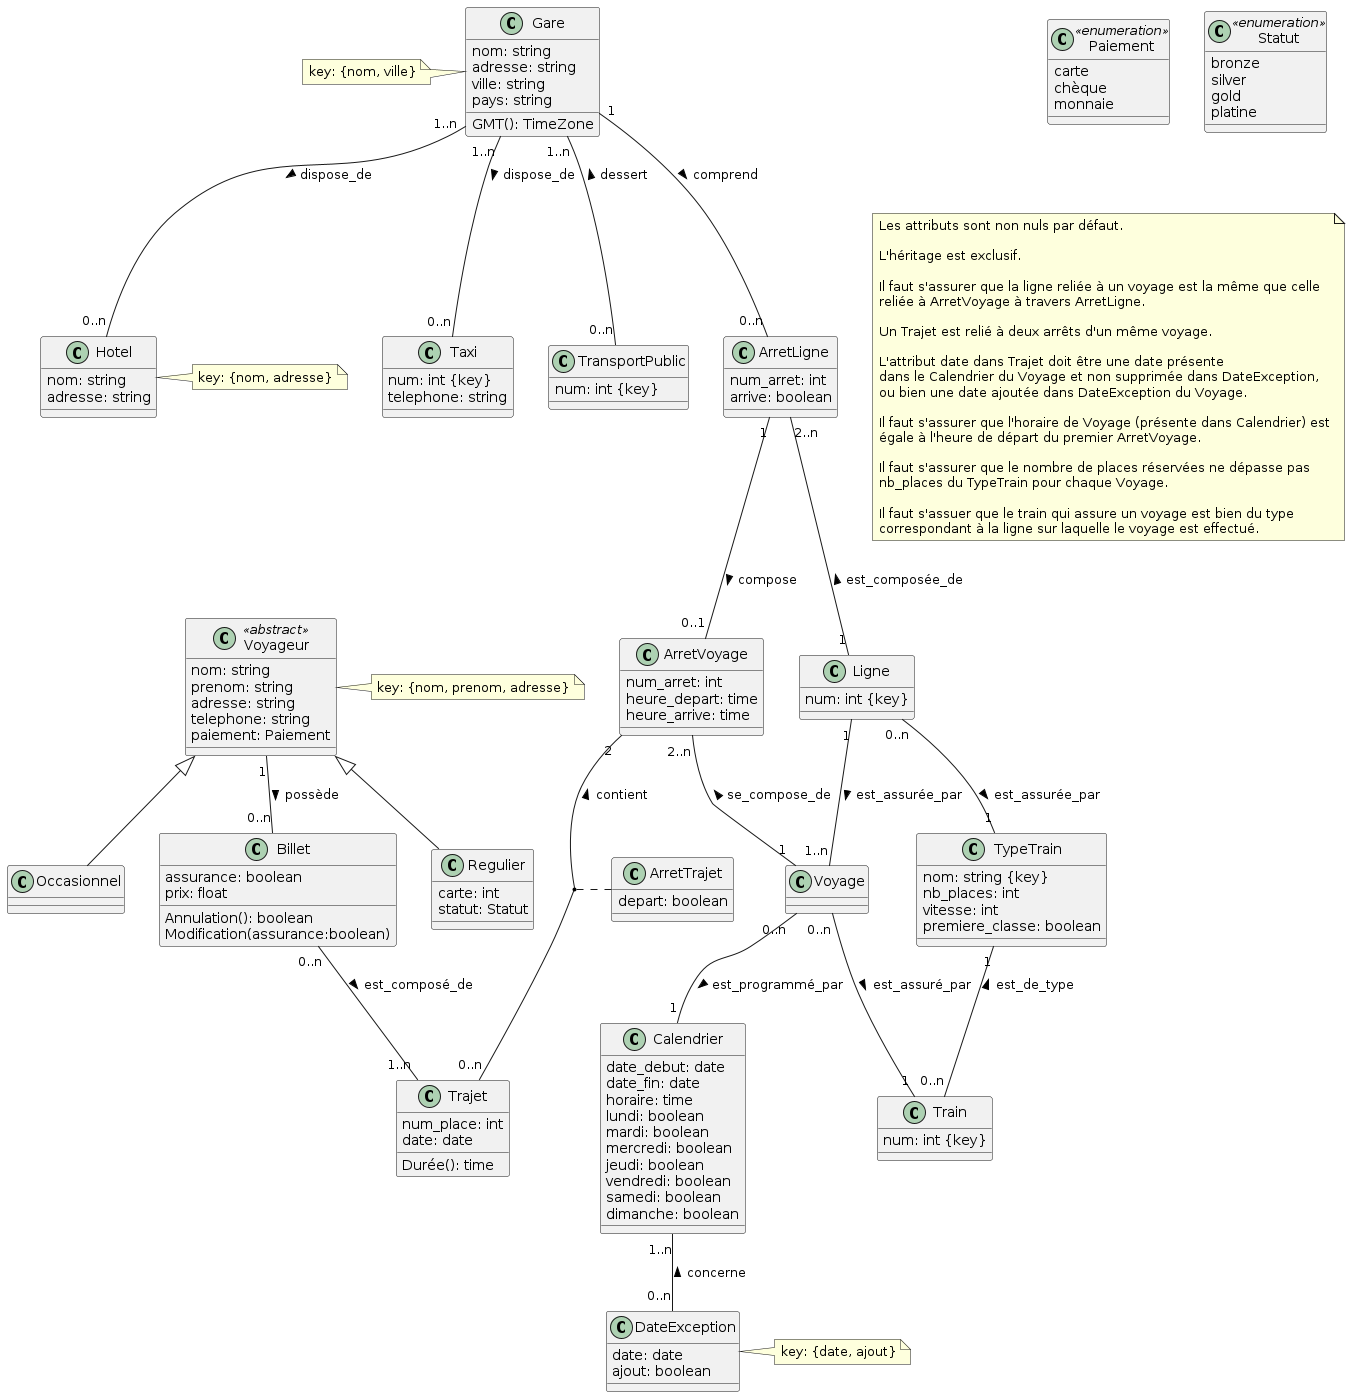 C Gare
nom: string
adresse: string
ville: string
pays: string
GMT(): TimeZone
key: {nom, ville}
C «enumeration»
Paiement
carte
chèque
monnaie
C «enumeration»
Statut
bronze
silver
gold
platine
1..n
1..n
1..n
1
dispose_de
dispose_de
dessert
comprend
0..n
0..n
0..n
0..n
Les attributs sont non nuls par défaut.
L'héritage est exclusif.
Il faut s'assurer que la ligne reliée à un voyage est la même que celle
reliée à ArretVoyage à travers ArretLigne.
Un Trajet est relié à deux arrêts d'un même voyage.
L'attribut date dans Trajet doit être une date présente
dans le Calendrier du Voyage et non supprimée dans DateException,
ou bien une date ajoutée dans DateException du Voyage.
Il faut s'assurer que l'horaire de Voyage (présente dans Calendrier) est
égale à l'heure de départ du premier ArretVoyage.
Il faut s'assurer que le nombre de places réservées ne dépasse pas
nb_places du TypeTrain pour chaque Voyage.
Il faut s'assuer que le train qui assure un voyage est bien du type
correspondant à la ligne sur laquelle le voyage est effectué.
C Hotel
nom: string
adresse: string
key: {nom, adresse}
C Taxi
num: int {key}
telephone: string
C TransportPublic
num: int {key}
C ArretLigne
num_arret: int
arrive: boolean
1
2..n
compose
est_composée_de
0..1
1
C «abstract»
Voyageur
nom: string
prenom: string
adresse: string
telephone: string
paiement: Paiement
key: {nom, prenom, adresse}
C ArretVoyage
num_arret: int
heure_depart: time
heure_arrive: time
C Ligne
num: int {key}
1
2
2..n
1
0..n
possède
contient
se_compose_de
est_assurée_par
est_assurée_par
0..n
1
1..n
1
C Occasionnel
C Billet
assurance: boolean
prix: float
Annulation(): boolean
Modification(assurance:boolean)
C Regulier
carte: int
statut: Statut
C ArretTrajet
depart: boolean
C Voyage
C TypeTrain
nom: string {key}
nb_places: int
vitesse: int
premiere_classe: boolean
0..n
0..n
0..n
1
est_composé_de
est_programmé_par
est_assuré_par
est_de_type
1..n
0..n
1
1
0..n
C Trajet
num_place: int
date: date
Durée(): time
C Calendrier
date_debut: date
date_fin: date
horaire: time
lundi: boolean
mardi: boolean
mercredi: boolean
jeudi: boolean
vendredi: boolean
samedi: boolean
dimanche: boolean
C Train
num: int {key}
1..n
concerne
0..n
C DateException
date: date
ajout: boolean
key: {date, ajout}